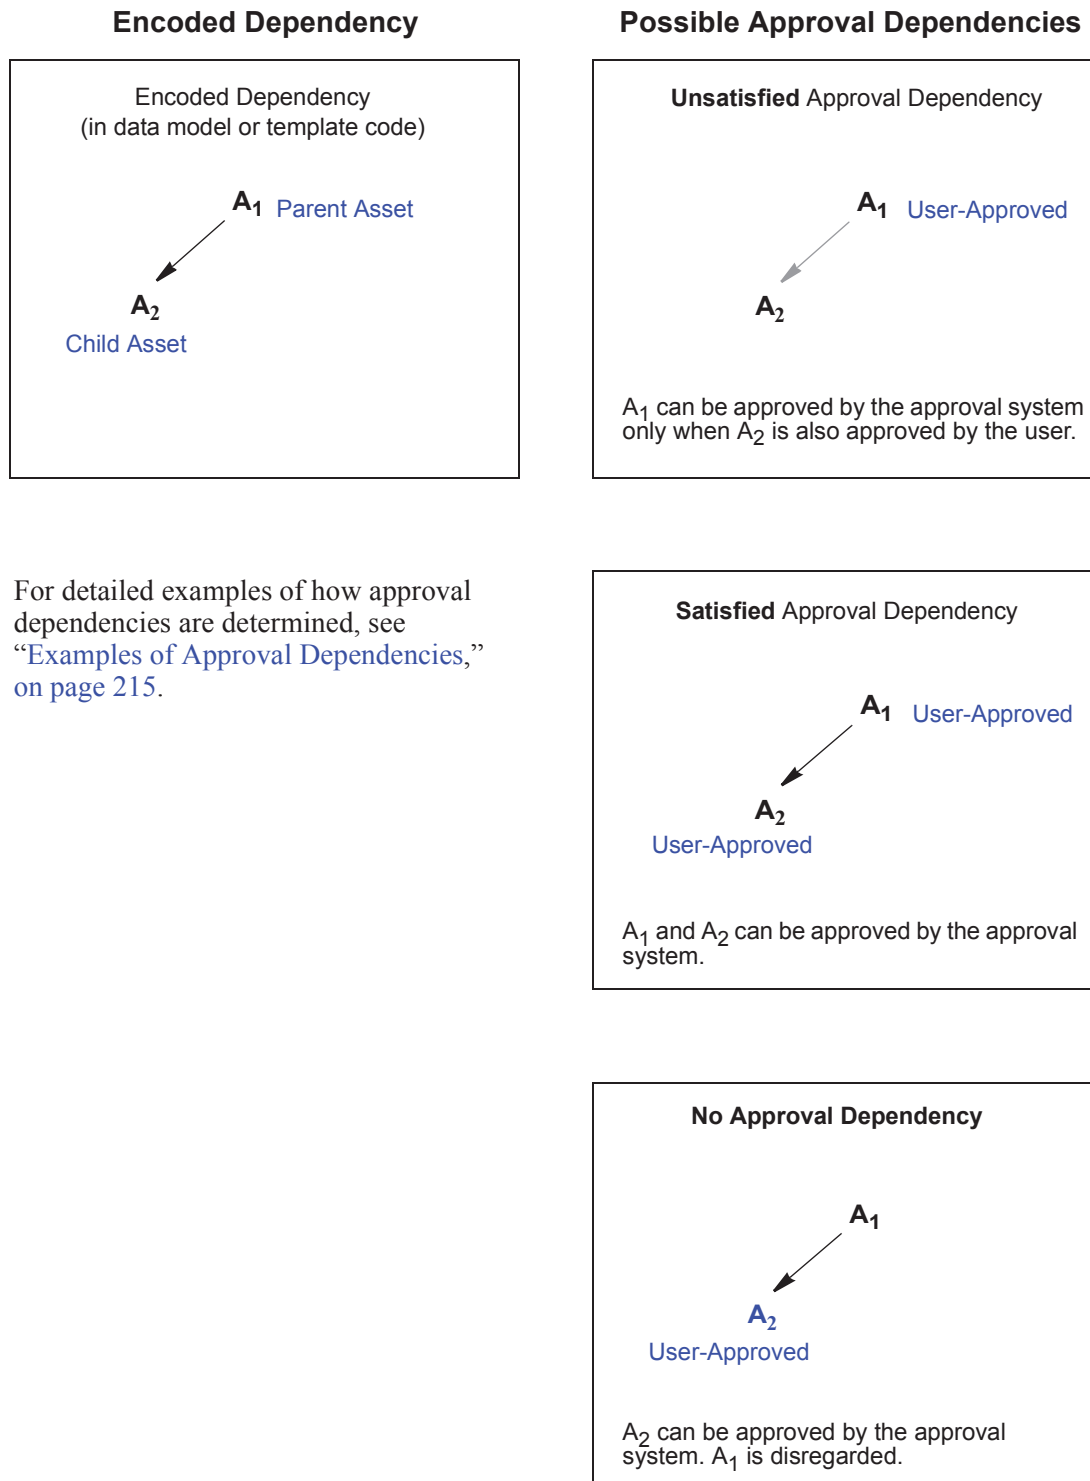 Encoded Dependency
Encoded Dependency
(in data model or template code)
A1 Parent Asset
A2
Child Asset
For detailed examples of how approval
dependencies are determined, see
“Examples of Approval Dependencies,”
on page 215.
Possible Approval Dependencies
Unsatisfied Approval Dependency
A1 User-Approved
A2
A1 can be approved by the approval system
only when A2 is also approved by the user.
Satisfied Approval Dependency
A1 User-Approved
A2
User-Approved
A1 and A2 can be approved by the approval
system.
No Approval Dependency
A1
A2
User-Approved
A2 can be approved by the approval
system. A1 is disregarded.